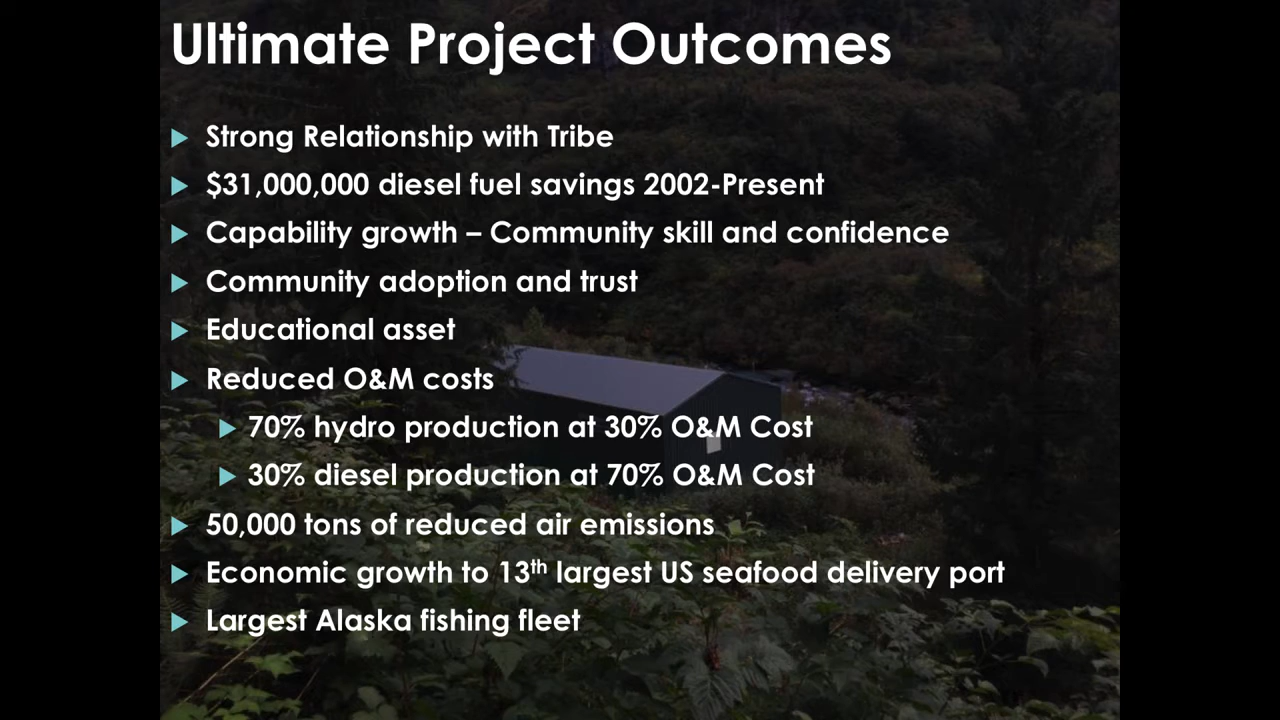 Ultimate Project Outcomes
Strong Relationship with Tribe
$31,000,000 diesel fuel savings 2002-Present
Capability growth – Community skill and confidence
Community adoption and trust
Educational asset
Reduced O&M costs
70% hydro production at 30% O&M Cost
30% diesel production at 70% O&M Cost
50,000 tons of reduced air emissions
Economic growth to 13th largest US seafood delivery port
Largest Alaska fishing fleet